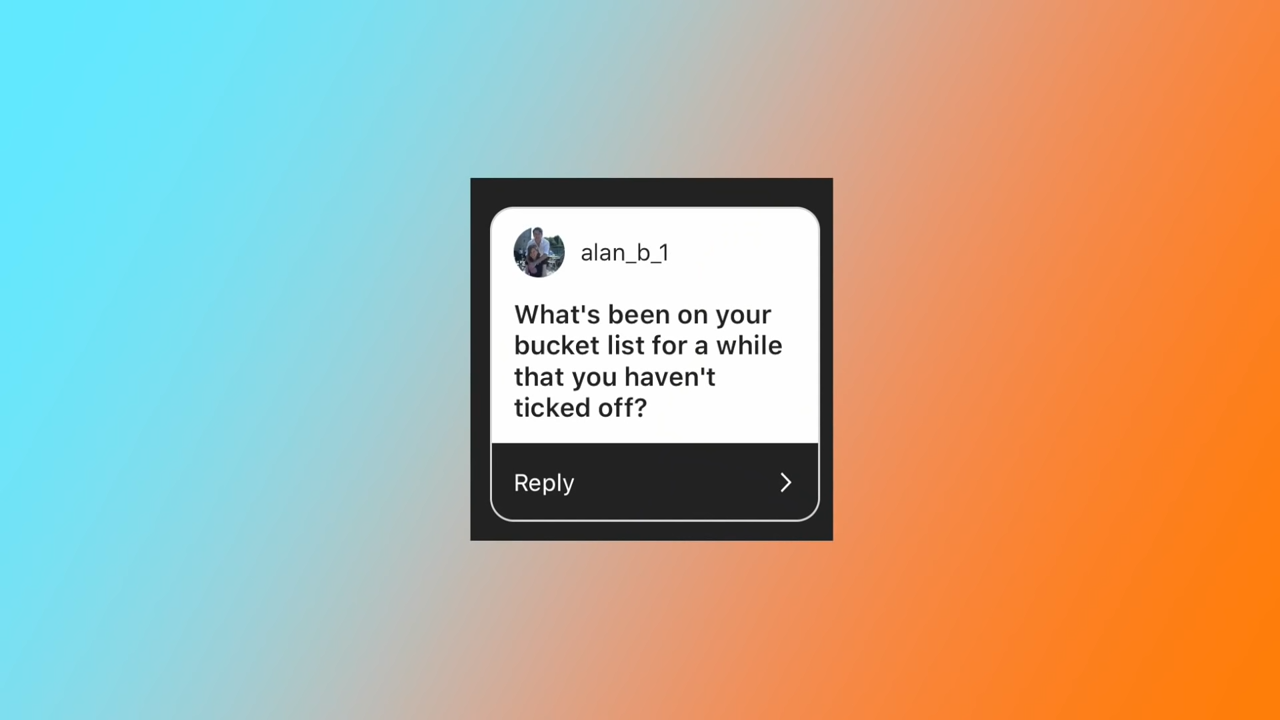 alan_b_1
What's been on your
bucket list for a while
that you haven't
ticked off?
Reply